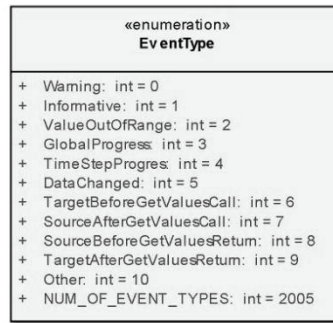 «enumeration»
EventType
+ Warning: int = 0
+ Informative: int = 1
+ ValueOutOfRange: int = 2
+ GlobalProgress: int = 3
+ TimeStepProgres: int = 4
+ DataChanged: int = 5
+ TargetBeforeGetValuesCall: int = 6
+ SourceAfterGetValuesCall: int = 7
+ SourceBeforeGetValuesReturn: int = 8
+ TargetAfterGetValuesReturn: int = 9
+ Other: int = 10
+ NUM_OF_EVENT_TYPES: int = 2005